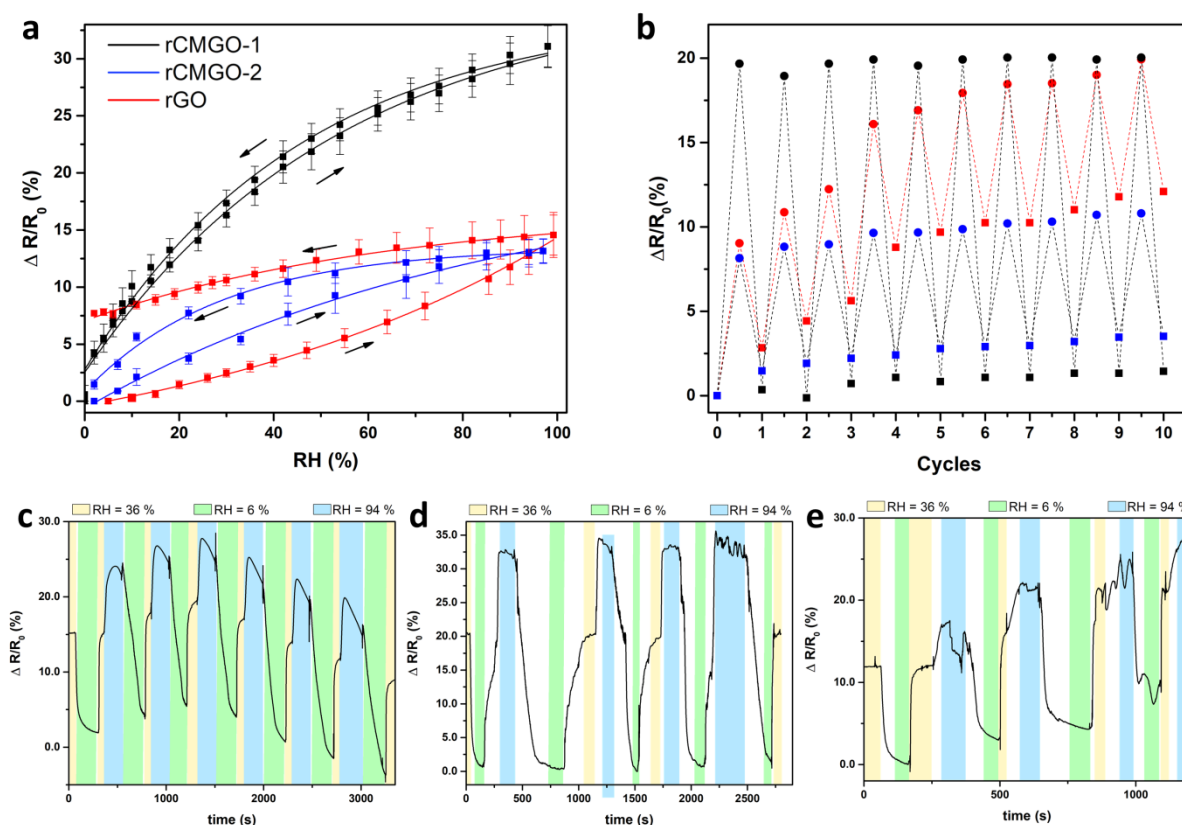 a
rCMGO-1
rCMGO-2
rGO
Δ R/R0 (%)
30
25
20
15
10
5
0
0 20 40 60 80 100
RH (%)
b
Δ R/R0(%)
20
15
10
5
0
0 1 2 3 4 5 6 7 8 9 10
Cycles
c
RH = 36 % RH = 6 % RH = 94 %
Δ R/R0 (%)
30.0
20.0
10.0
0.0
0 1000 2000 3000
time (s)
d
RH = 36 % RH = 6 % RH = 94 %
Δ R/R0 (%)
35.0
30.0
25.0
20.0
15.0
10.0
5.0
0.0
0 500 1000 1500 2000 2500
time (s)
e
RH = 36 % RH = 6 % RH = 94 %
Δ R/R0 (%)
30.0
20.0
10.0
0.0
0 500 1000
time (s)